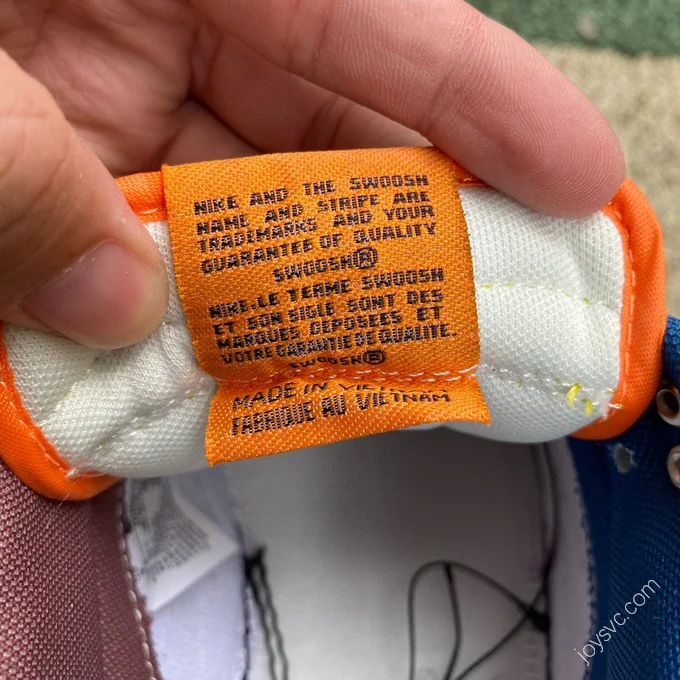 NIKE AND THE SWOOSH
NAME AND STRIPE ARE
TRADEMARKS AND YOUR
GUARANTEE OF QUALITY
SWOOSH®
NIKE.LE TERME SWOOSH
ET SON SIGLE SONT DES
MARQUES DEPOSEES ET
VOTRE GARANTIE DE QUALITE.
SWOOSH®
MADE IN VIETNAM
FABRIQUE AU VIETNAM
joysvc.com